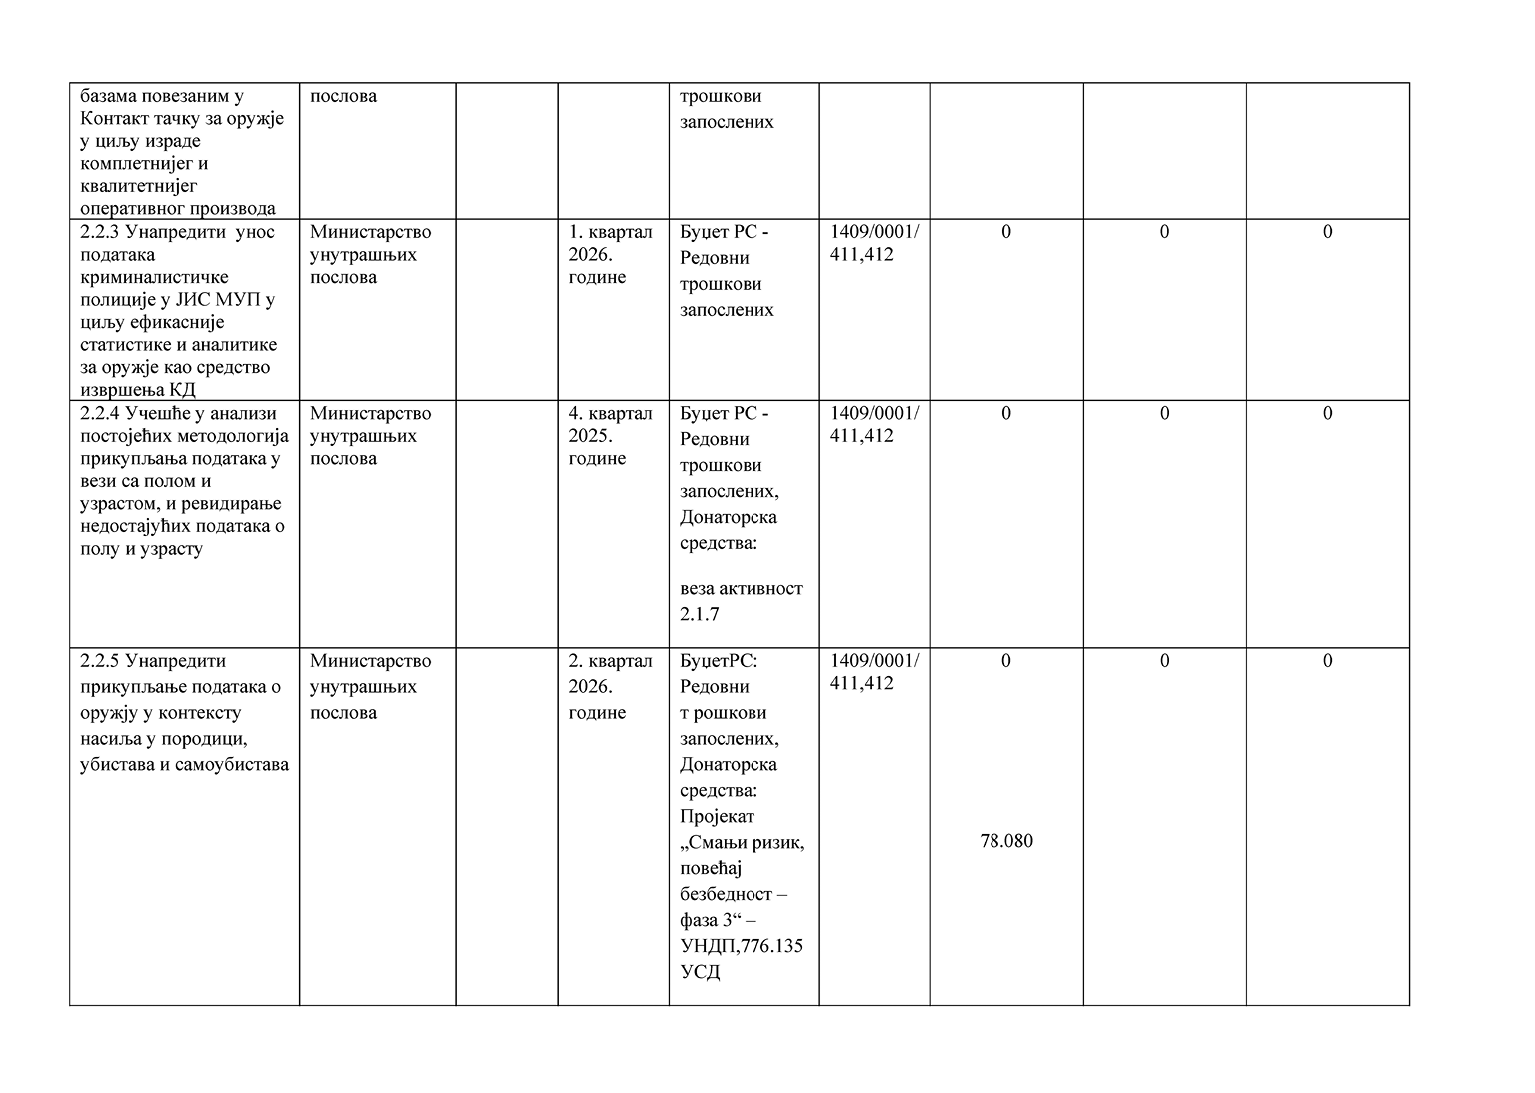 базама повезаним у
Контакт тачку за оружје
у циљу израде
комплетнијег и
квалитетнијег
оперативног производа
послова
трошкови
запослених
2.2.3 Унапредити унос
података
криминалистичке
полиције у ЈИС МУП у
циљу ефикасније
статистике и аналитике
за оружје као средство
извршења КД
Министарство
унутрашњих
послова
1. квартал
2026.
године
Буџет РС -
Редовни
трошкови
запослених
1409/0001/
411,412
0
0
0
2.2.4 Учешће у анализи
постојећих методологија
прикупљања података у
вези са полом и
узрастом, и ревидирање
недостајућих података о
полу и узрасту
Министарство
унутрашњих
послова
4. квартал
2025.
године
Буџет РС -
Редовни
трошкови
запослених,
Донаторска
средства:
веза активност
2.1.7
1409/0001/
411,412
0
0
0
2.2.5 Унапредити
прикупљање података о
оружју у контексту
насиља у породици,
убистава и самоубистава
Министарство
унутрашњих
послова
2. квартал
2026.
године
БуџетРС:
Редовни
т рошкови
запослених,
Донаторска
средства:
Пројекат
„Смањи ризик,
повећај
безбедност –
фаза 3“ –
УНДП,776.135
УСД
1409/0001/
411,412
0
78.080
0
0